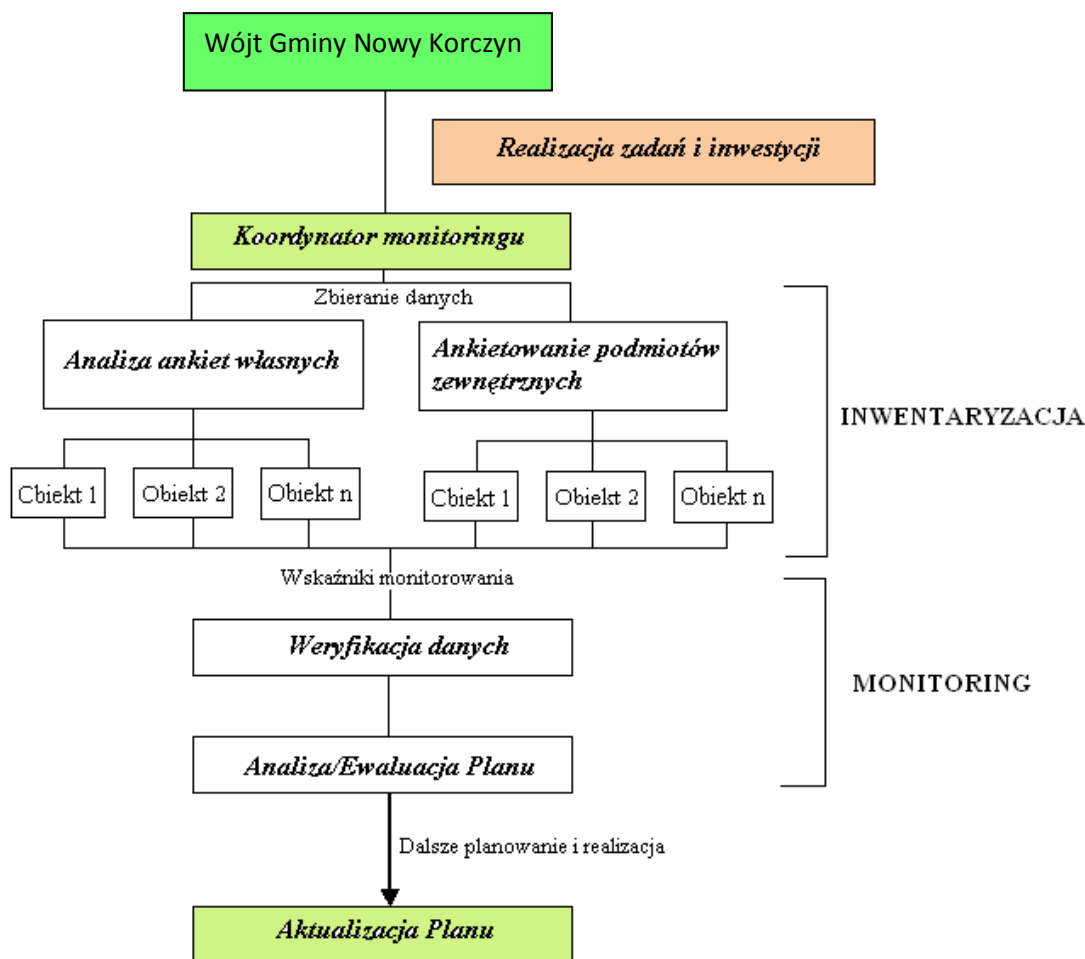 Wójt Gminy Nowy Korczyn
Realizacja zadań i inwestycji
Koordynator monitoringu
Zbieranie danych
Analiza ankiet własnych
Ankietowanie podmiotów
zewnętrznych
INWENTARYZACJA
Cbiekt 1
Obiekt 2
Obiekt n
Cbiekt 1
Obiekt 2
Obiekt n
Wskaźniki monitorowania
Weryfikacja danych
MONITORING
Analiza/Ewaluacja Planu
Dalsze planowanie i realizacja
Aktualizacja Planu